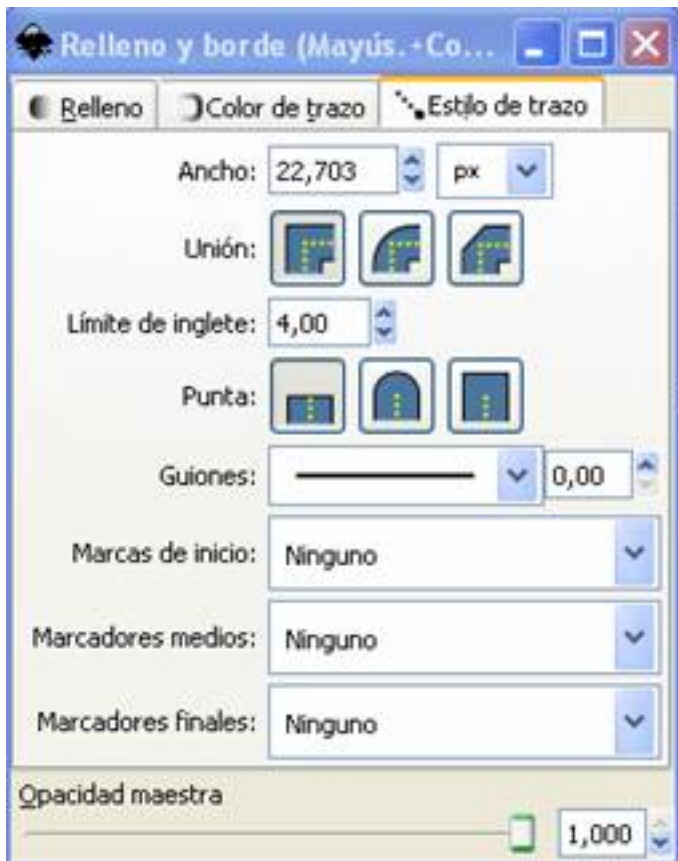 Relleno y borde (Mayús.+Co...
Relleno Color de trazo Estilo de trazo
Ancho: 22,703 px
Unión:
Límite de inglete: 4,00
Punta:
Guiones: 0,00
Marcas de inicio: Ninguno
Marcadores medios: Ninguno
Marcadores finales: Ninguno
Opacidad maestra
1,000